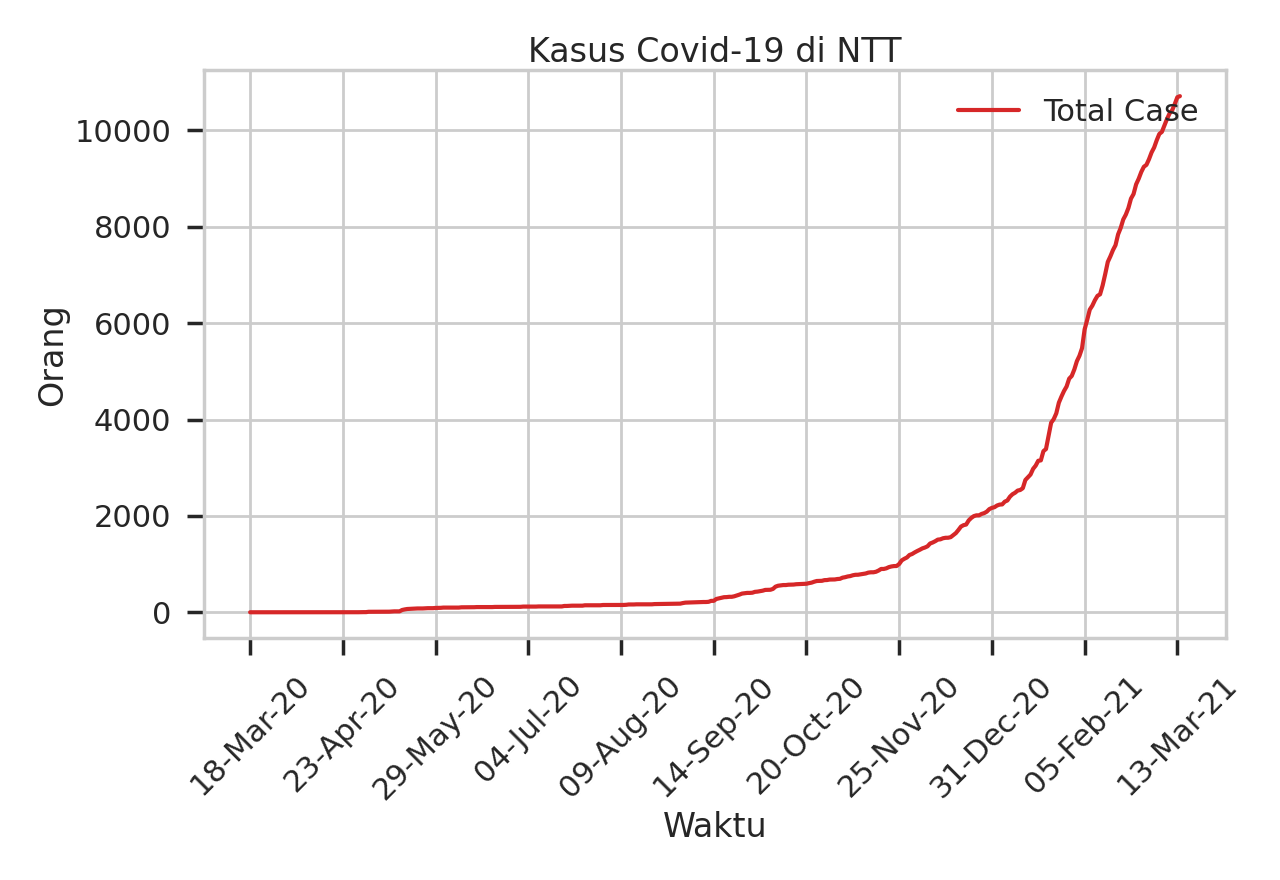 Kasus Covid-19 di NTT
Total Case
10000
8000
6000
4000
2000
0
Orang
18-Mar-20
23-Apr-20
29-May-20
04-Jul-20
09-Aug-20
14-Sep-20
20-Oct-20
25-Nov-20
31-Dec-20
05-Feb-21
13-Mar-21
Waktu